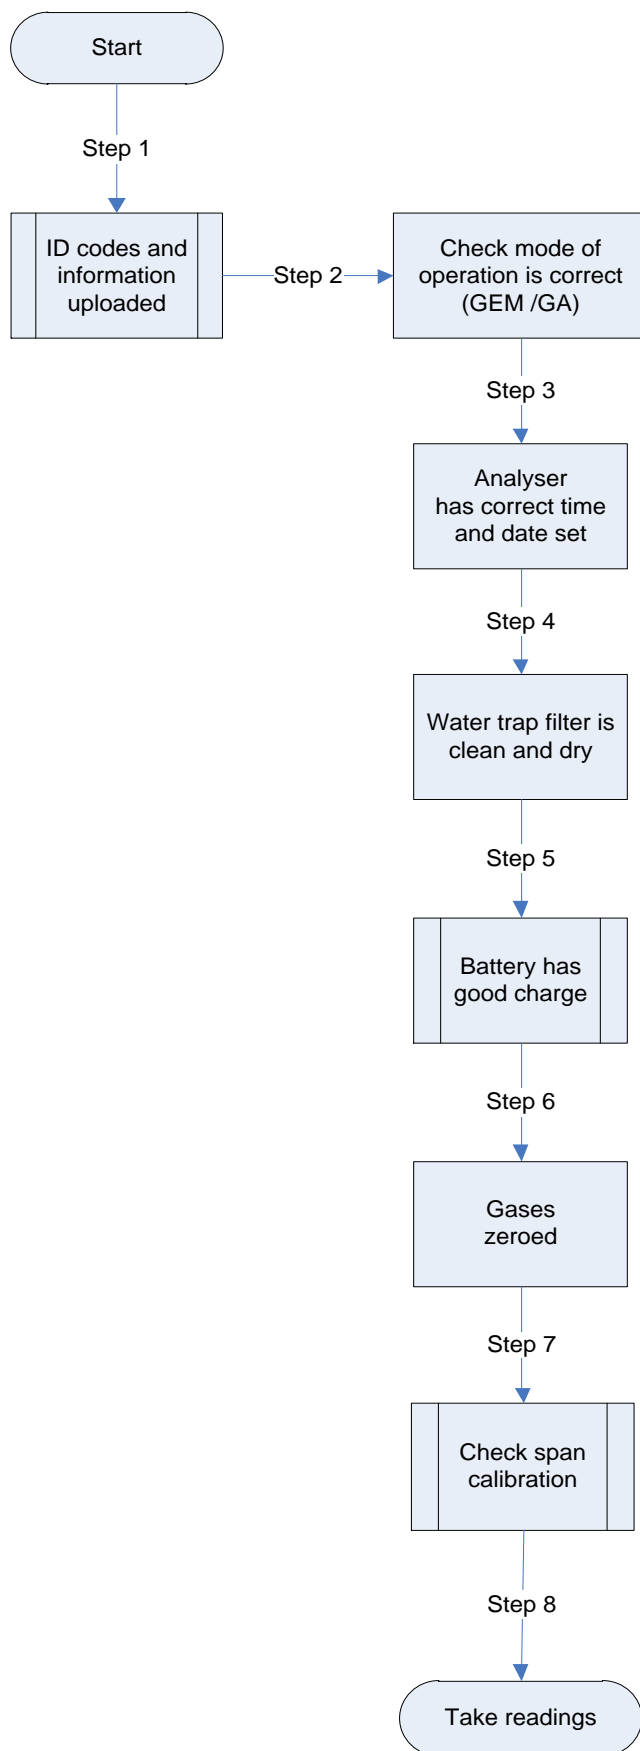 Start
Step 1
ID codes and
information
uploaded
Step 2
Check mode of
operation is correct
(GEM /GA)
Step 3
Analyser
has correct time
and date set
Step 4
Water trap filter is
clean and dry
Step 5
Battery has
good charge
Step 6
Gases
zeroed
Step 7
Check span
calibration
Step 8
Take readings